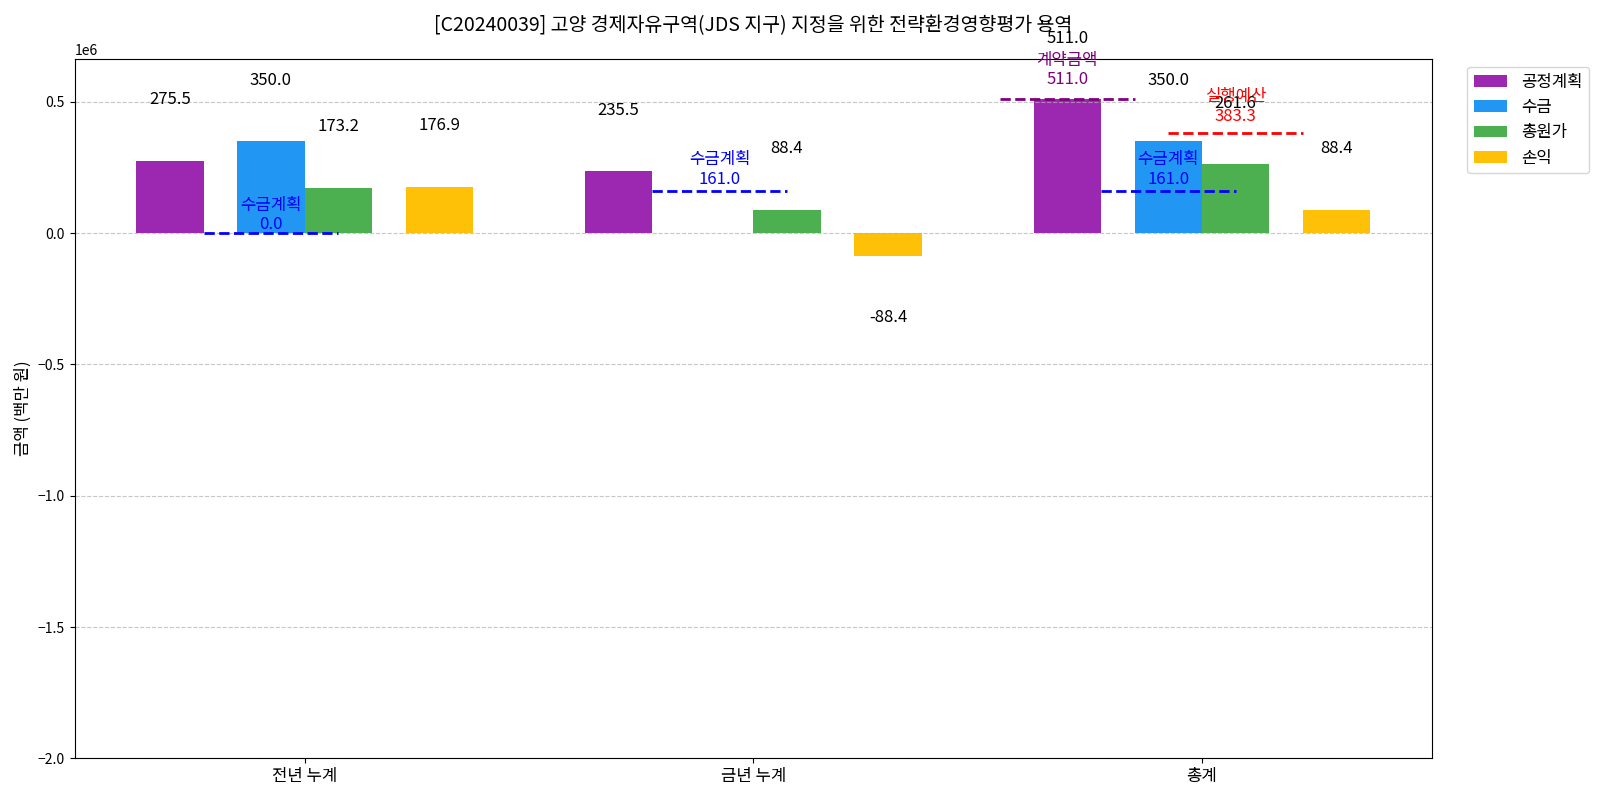 [C20240039] 고양 경제자유구역(JDS 지구) 지정을 위한 전략환경영향평가 용역
1e6
금액 (백만 원)
0.5
0.0
−0.5
−1.0
−1.5
−2.0
275.5
350.0
173.2
176.9
수금계획
0.0
235.5
수금계획
161.0
88.4
-88.4
511.0
계약금액
511.0
350.0
실행예산
261.6
383.3
수금계획
161.0
88.4
전년 누계
금년 누계
총계
공정계획
수금
총원가
손익